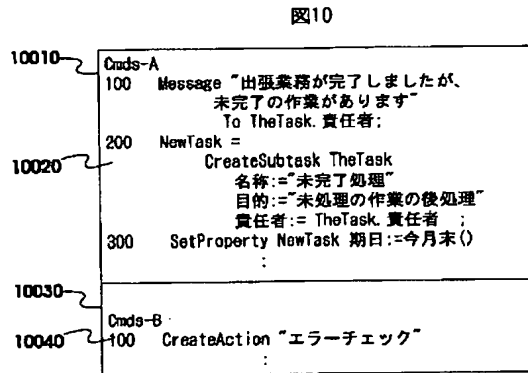 図10
10010
Cmds-A
100 Message "出張業務が完了しましたが、
未完了の作業があります"
To TheTask.責任者;
200 NewTask =
10020
CreateSubtask TheTask
名称:="未完了処理"
目的:="未処理の作業の後処理"
責任者:= TheTask.責任者 ;
300 SetProperty NewTask 期日:=今月末()
:
10030
Cmds-B
10040
100 CreateAction "エラーチェック"
: